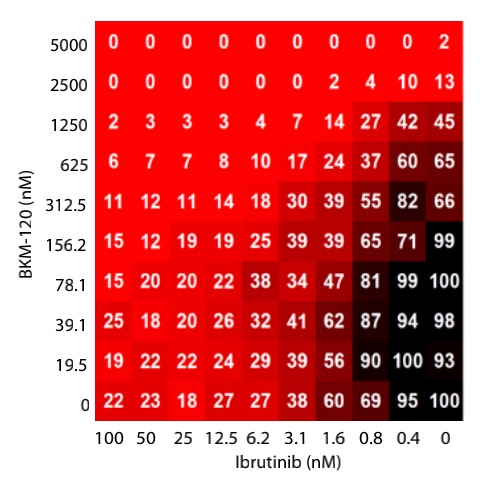 5000 0 0 0 0 0 0 0 0 0 2
2500 0 0 0 0 0 0 2 4 10 13
1250 2 3 3 3 4 7 14 27 42 45
625 6 7 7 8 10 17 24 37 60 65
312.5 11 12 11 14 18 30 39 55 82 66
156.2 15 12 19 19 25 39 39 65 71 99
78.1 15 20 20 22 38 34 47 81 99 100
39.1 25 18 20 26 32 41 62 87 94 98
19.5 19 22 22 24 29 39 56 90 100 93
0 22 23 18 27 27 38 60 69 95 100
100 50 25 12.5 6.2 3.1 1.6 0.8 0.4 0
Ibrutinib (nM)
BKM-120 (nM)